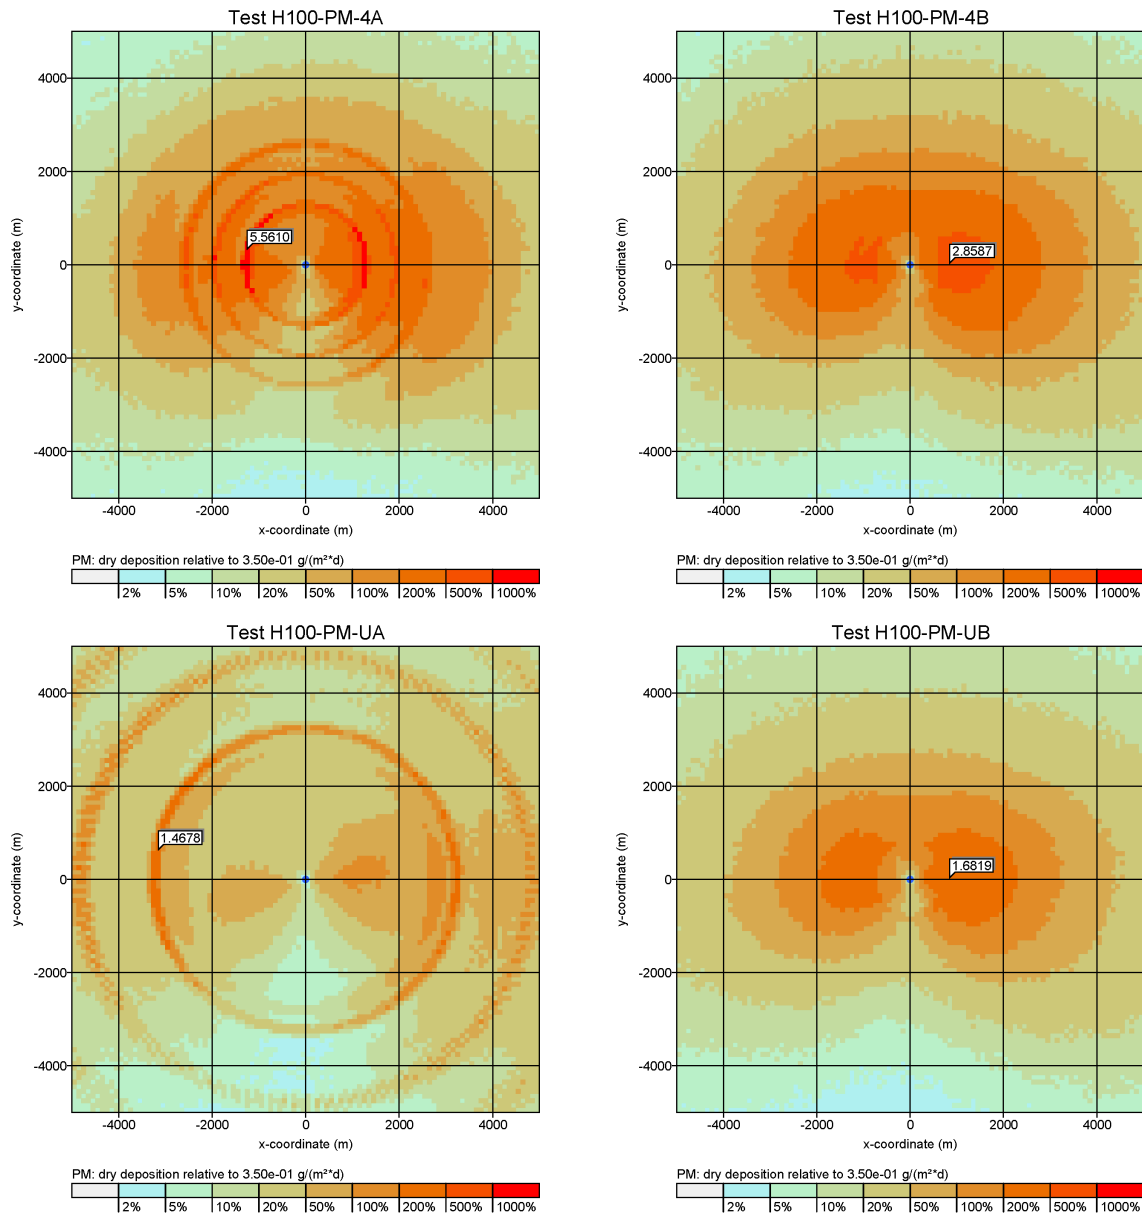 Test H100-PM-4A
Test H100-PM-4B
4000
2000
0
-2000
-4000
y-coordinate (m)
5.5610
-4000 -2000 0 2000 4000
x-coordinate (m)
4000
2000
0
-2000
-4000
y-coordinate (m)
2.8587
-4000 -2000 0 2000 4000
x-coordinate (m)
PM: dry deposition relative to 3.50e-01 g/(m²*d)
2% 5% 10% 20% 50% 100% 200% 500% 1000%
PM: dry deposition relative to 3.50e-01 g/(m²*d)
2% 5% 10% 20% 50% 100% 200% 500% 1000%
Test H100-PM-UA
Test H100-PM-UB
4000
2000
0
-2000
-4000
y-coordinate (m)
1.4678
-4000 -2000 0 2000 4000
x-coordinate (m)
4000
2000
0
-2000
-4000
y-coordinate (m)
1.6819
-4000 -2000 0 2000 4000
x-coordinate (m)
PM: dry deposition relative to 3.50e-01 g/(m²*d)
2% 5% 10% 20% 50% 100% 200% 500% 1000%
PM: dry deposition relative to 3.50e-01 g/(m²*d)
2% 5% 10% 20% 50% 100% 200% 500% 1000%